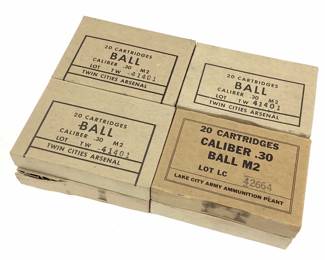 20 CARTRIDGES
BALL
CALIBER .30 M2
LOT TW 41401
TWIN CITIES ARSENAL
20 CARTRIDGES
BALL
CALIBER .30 M2
LOT TW 41401
TWIN CITIES ARSENAL
20 CARTRIDGES
BALL
CALIBER .30 M2
LOT TW 41401
TWIN CITIES ARSENAL
20 CARTRIDGES
CALIBER .30
BALL M2
LOT LC 42664
LAKE CITY ARMY AMMUNITION PLANT